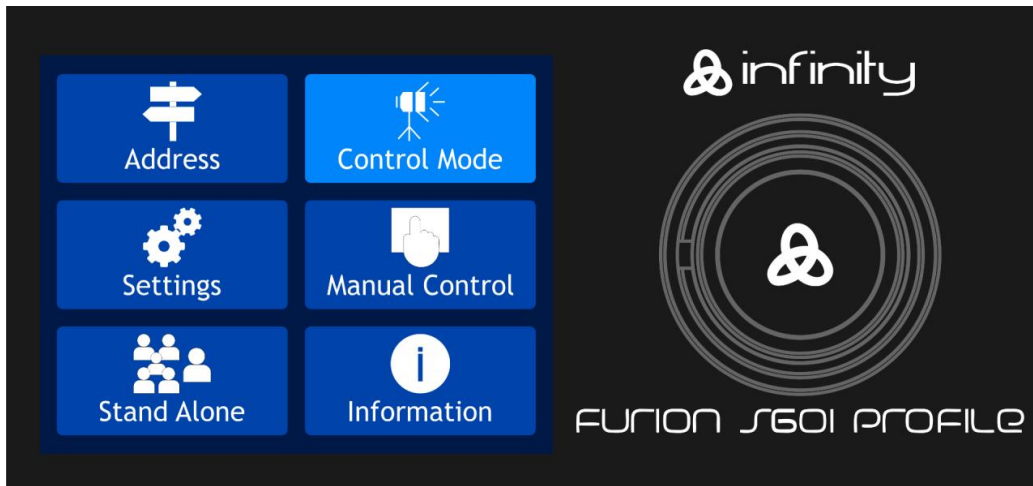 infinity
Address
Control Mode
Settings
Manual Control
Stand Alone
Information
FURION S601 PROFILE